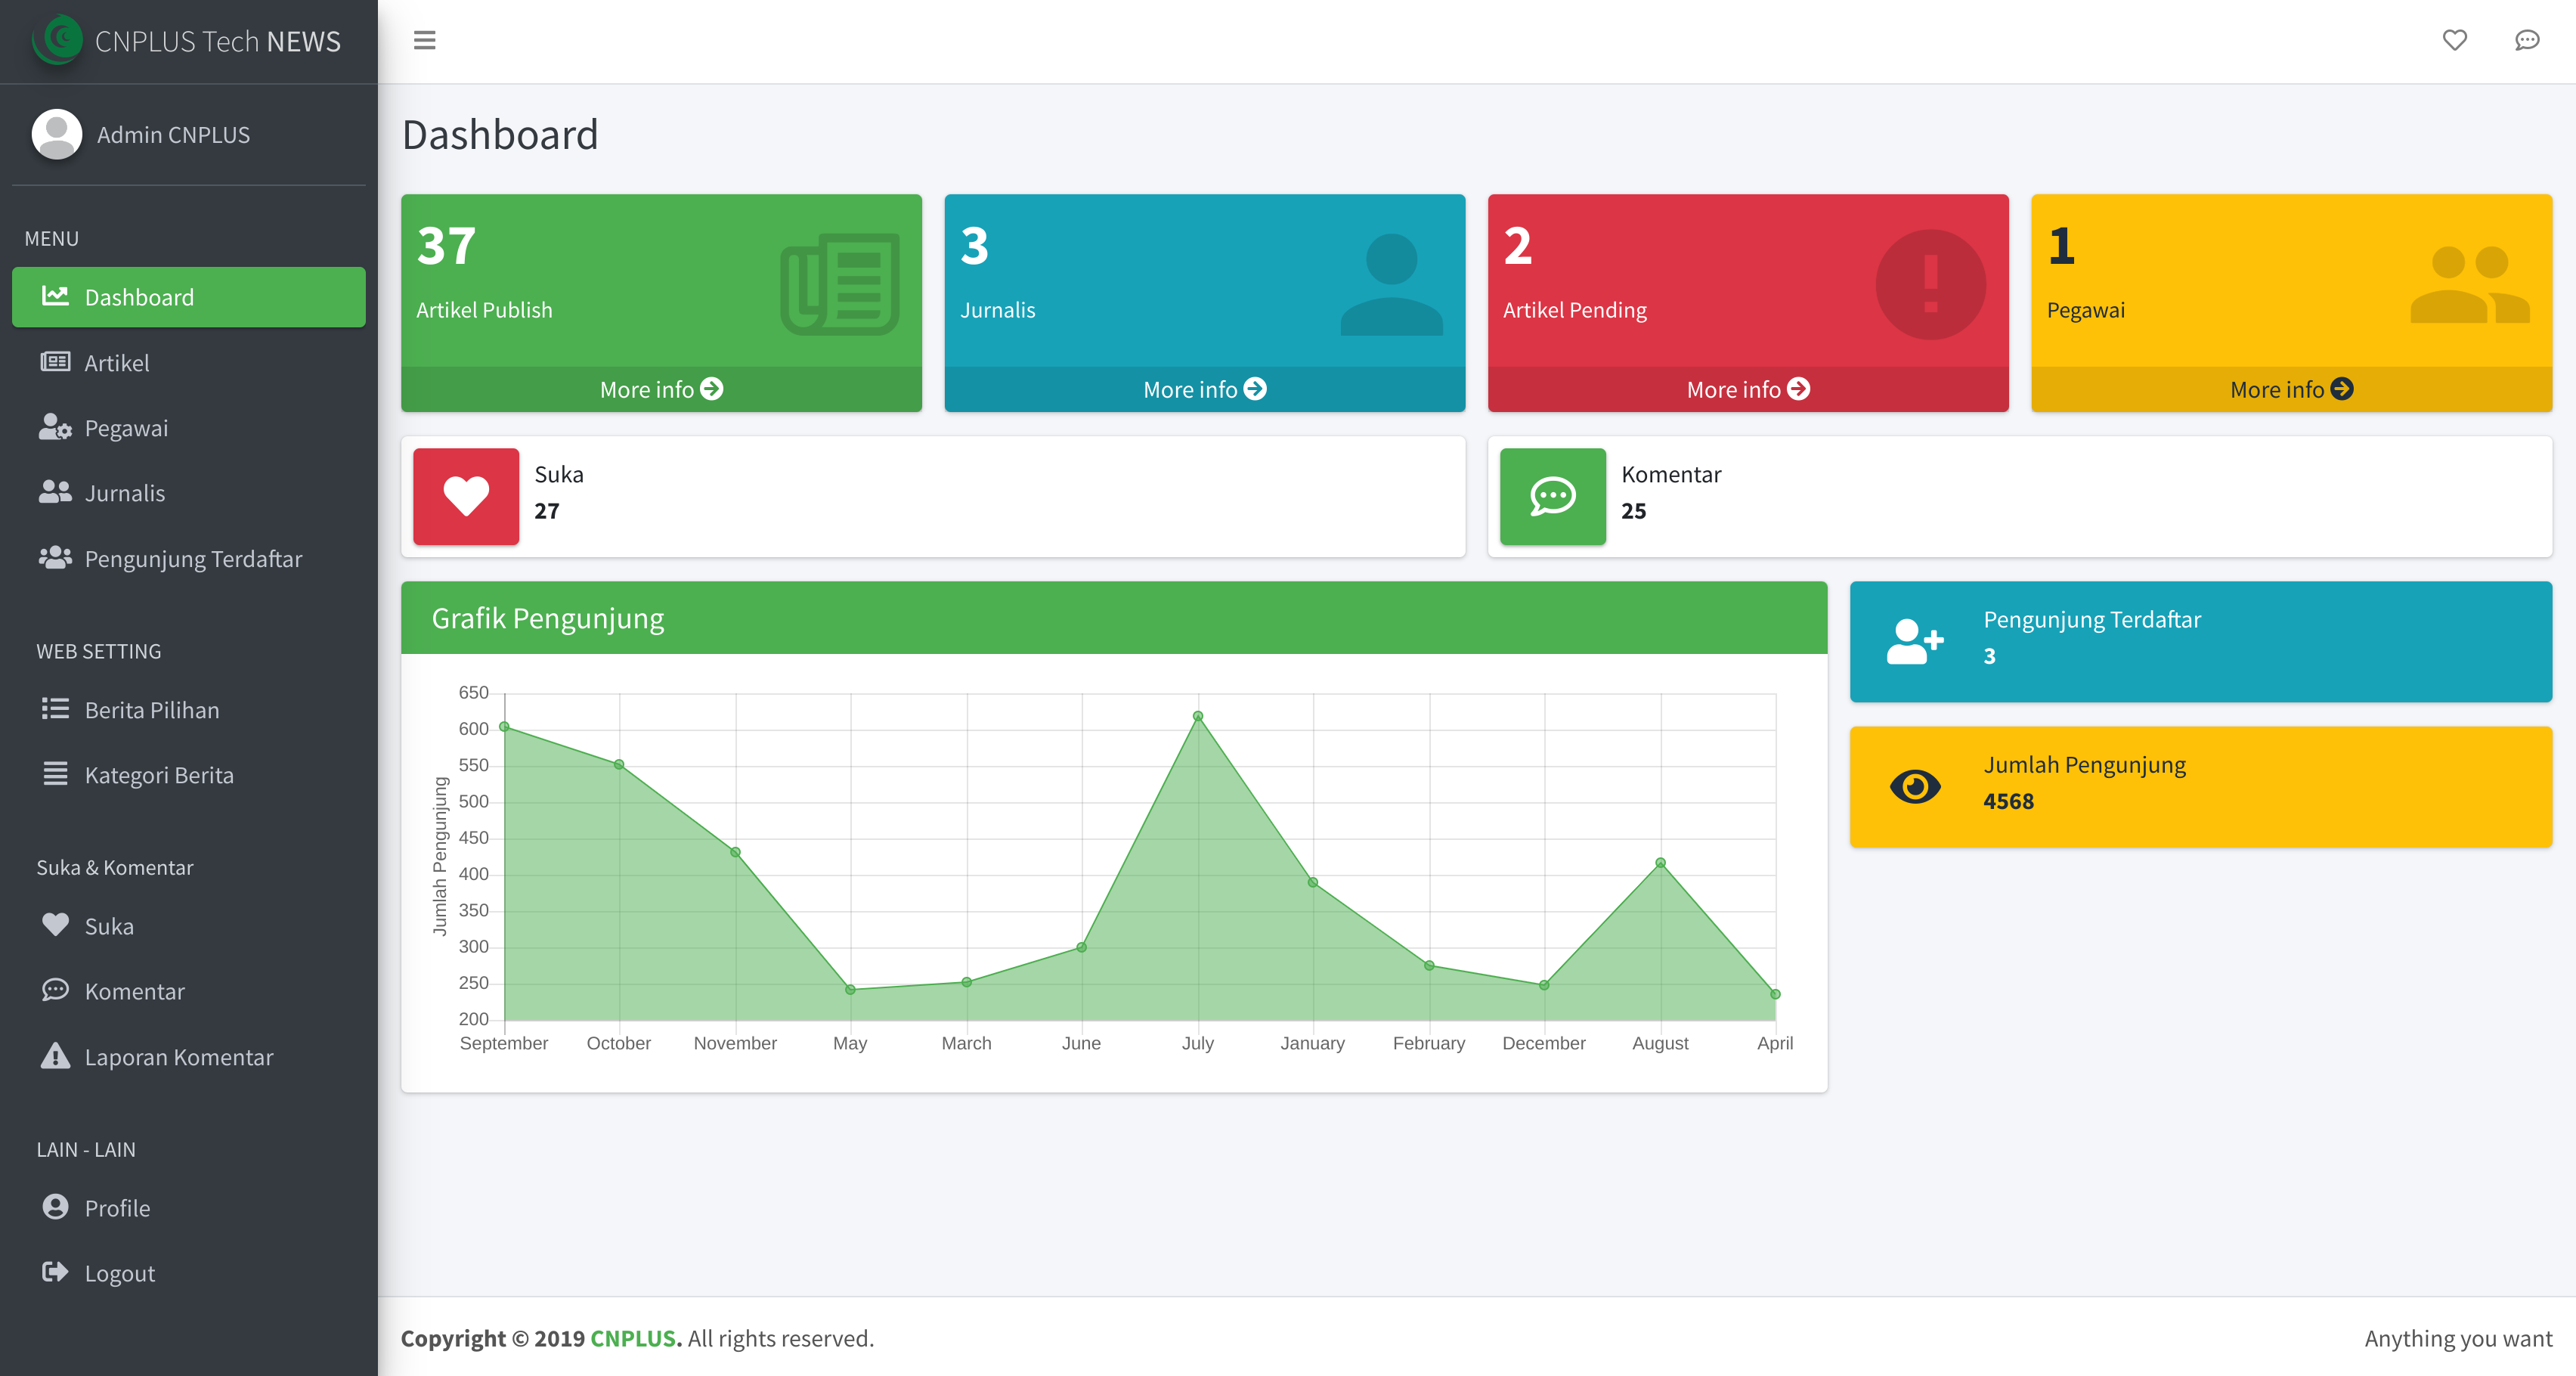 CNPLUS Tech NEWS
Admin CNPLUS
MENU
Dashboard
Artikel
Pegawai
Jurnalis
Pengunjung Terdaftar
WEB SETTING
Berita Pilihan
Kategori Berita
Suka & Komentar
Suka
Komentar
Laporan Komentar
LAIN - LAIN
Profile
Logout
Dashboard
37
Artikel Publish
More info
3
Jurnalis
More info
2
Artikel Pending
More info
1
Pegawai
More info
Suka
27
Komentar
25
Grafik Pengunjung
Jumlah Pengunjung
650
600
550
500
450
400
350
300
250
200
September October November May March June July January February December August April
Pengunjung Terdaftar
3
Jumlah Pengunjung
4568
Copyright © 2019 CNPLUS. All rights reserved.
Anything you want